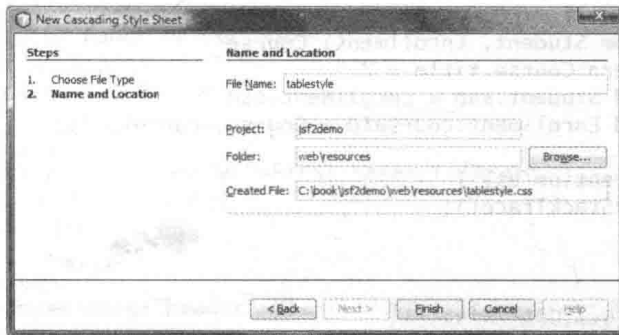 New Cascading Style Sheet
Steps
1. Choose File Type
2. Name and Location
Name and Location
File Name: tablestyle
Project: jsf2demo
Folder: web\resources
Browse...
Created File: C:\book\jsf2demo\web\resources\tablestyle.css
< Back
Next >
Finish
Cancel
Help